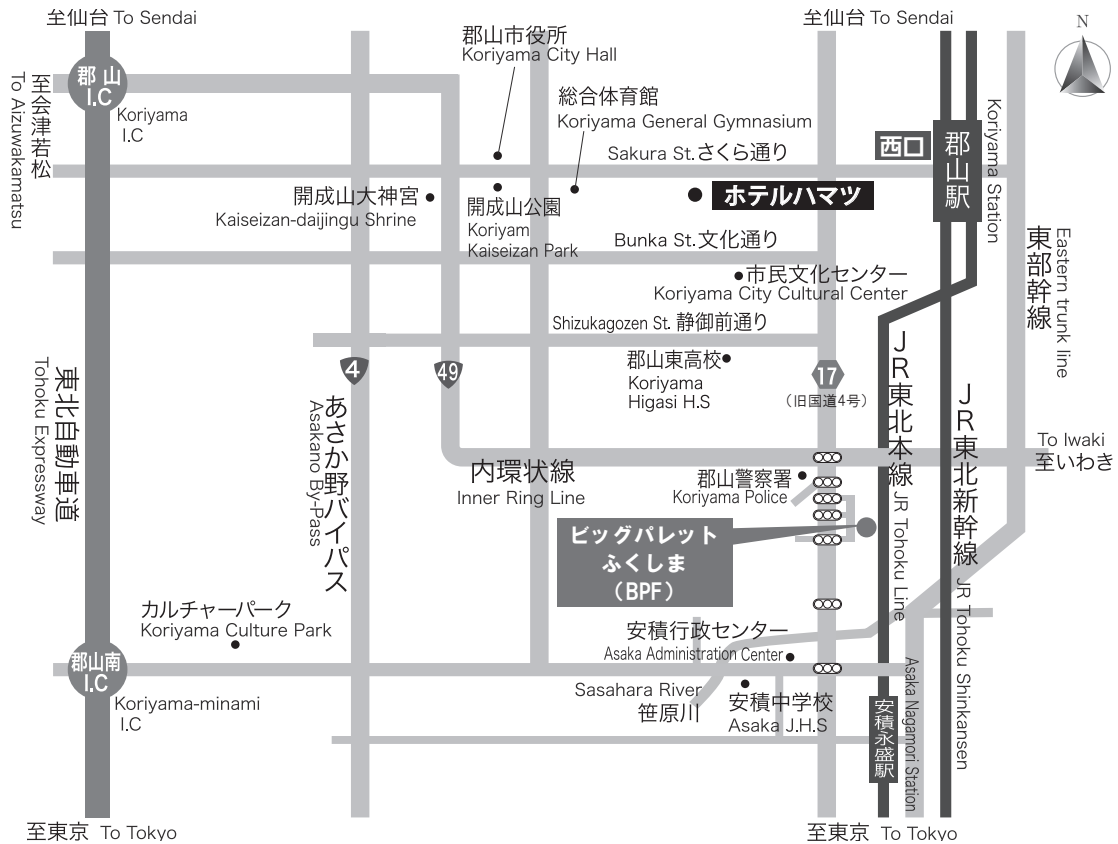 至仙台 To Sendai
至仙台 To Sendai
N
郡山市役所
Koriyama City Hall
郡山
I.C
Koriyama
I.C
至会津若松
To Aizuwakamatsu
総合体育館
Koriyama General Gymnasium
Sakura St.さくら通り
西口
郡山駅
Koriyama Station
開成山大神宮
Kaiseizan-daijingu Shrine
開成山公園
Koriyam
Kaiseizan Park
ホテルハマツ
Bunka St.文化通り
市民文化センター
Koriyama City Cultural Center
東部幹線
Eastern trunk line
Shizukagozen St. 静御前通り
郡山東高校
Koriyama
Higasi H.S
4
49
17
(旧国道4号)
東北自動車道
Tohoku Expressway
あさか野バイパス
Asakano By-Pass
内環状線
Inner Ring Line
JR東北本線
JR Tohoku Line
JR東北新幹線
JR Tohoku Shinkansen
To Iwaki
至いわき
郡山警察署
Koriyama Police
ビッグパレット
ふくしま
(BPF)
カルチャーパーク
Koriyama Culture Park
安積行政センター
Asaka Administration Center
郡山南
I.C
Koriyama-minami
I.C
Sasahara River
笹原川
安積中学校
Asaka J.H.S
安積永盛駅
Asaka Nagamori Station
至東京 To Tokyo
至東京 To Tokyo